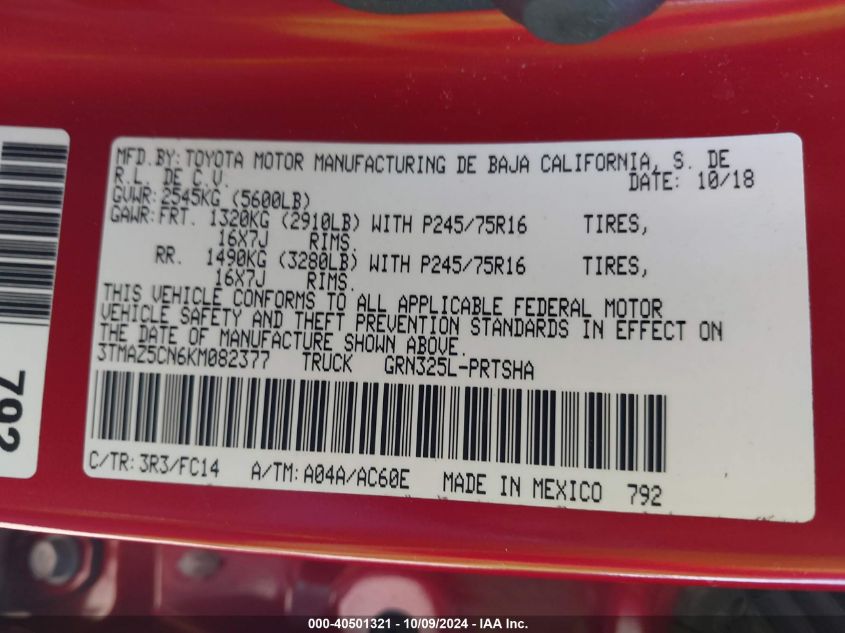 MFD.BY:TOYOTA MOTOR MANUFACTURING DE BAJA CALIFORNIA, S. DE
R.L. DE C.V. DATE: 10/18
GVWR:2545KG (5600LB)
GAWR:FRT. 1320KG (2910LB) WITH P245/75R16 TIRES,
16X7J RIMS.
RR. 1490KG (3280LB) WITH P245/75R16 TIRES,
16X7J RIMS.
THIS VEHICLE CONFORMS TO ALL APPLICABLE FEDERAL MOTOR
VEHICLE SAFETY AND THEFT PREVENTION STANDARDS IN EFFECT ON
THE DATE OF MANUFACTURE SHOWN ABOVE.
3TMAZ5CN6KM082377 TRUCK GRN325L-PRTSHA
C/TR:3R3/FC14 A/TM:A04A/AC60E MADE IN MEXICO 792
792
000-40501321 | 10/09/2024 | IAA Inc.